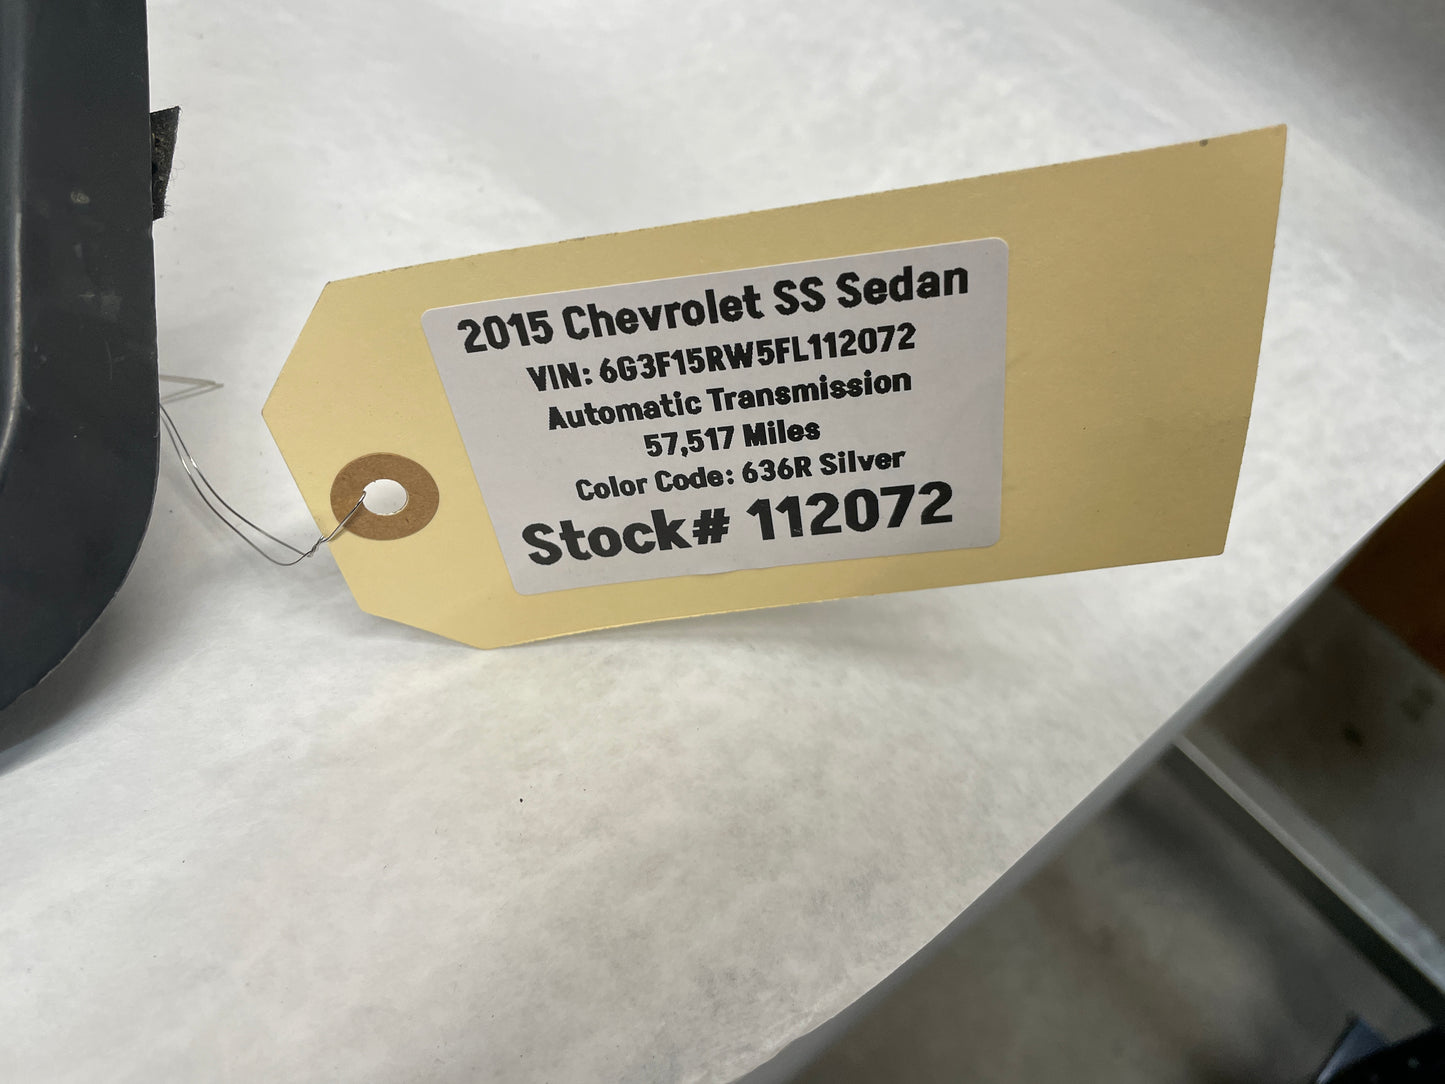 2015 Chevrolet SS Sedan
VIN: 6G3F15RW5FL112072
Automatic Transmission
57,517 Miles
Color Code: 636R Silver
Stock# 112072